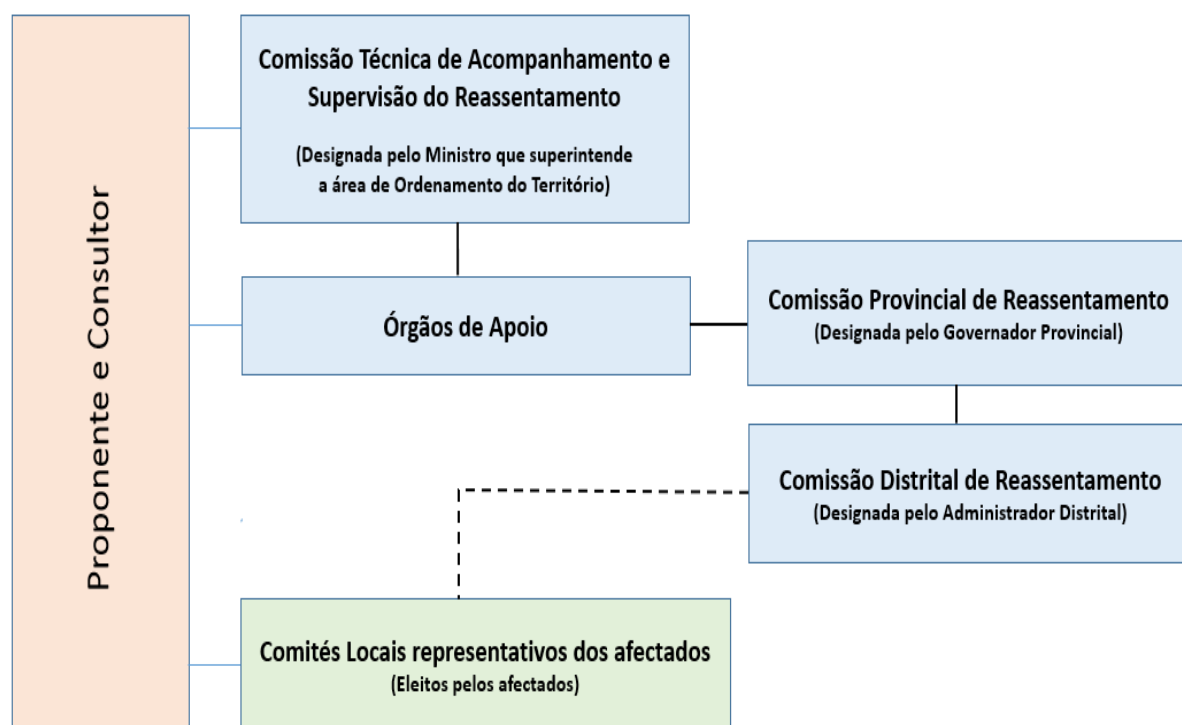 Proponente e Consultor
Comissão Técnica de Acompanhamento e
Supervisão do Reassentamento
(Designada pelo Ministro que superintende
a área de Ordenamento do Território)
Órgãos de Apoio
Comissão Provincial de Reassentamento
(Designada pelo Governador Provincial)
Comissão Distrital de Reassentamento
(Designada pelo Administrador Distrital)
Comités Locais representativos dos afectados
(Eleitos pelos afectados)